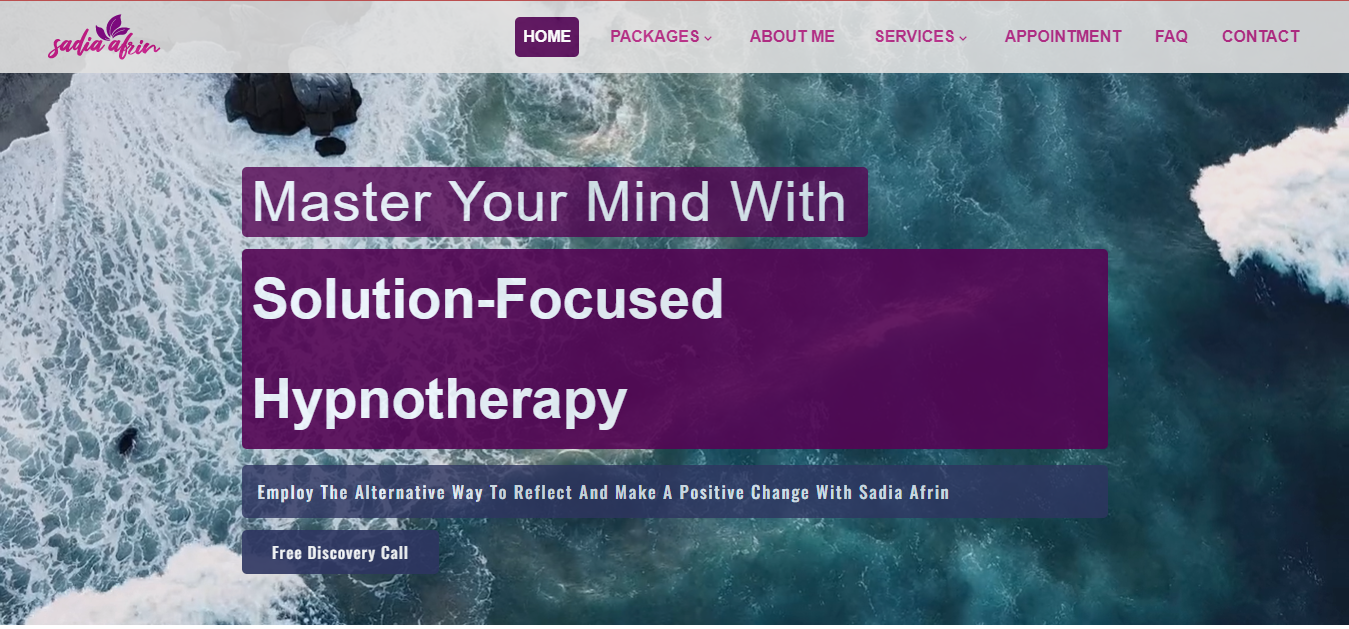 sadia afrin
HOME PACKAGES ABOUT ME SERVICES APPOINTMENT FAQ CONTACT
Master Your Mind With
Solution-Focused
Hypnotherapy
Employ The Alternative Way To Reflect And Make A Positive Change With Sadia Afrin
Free Discovery Call